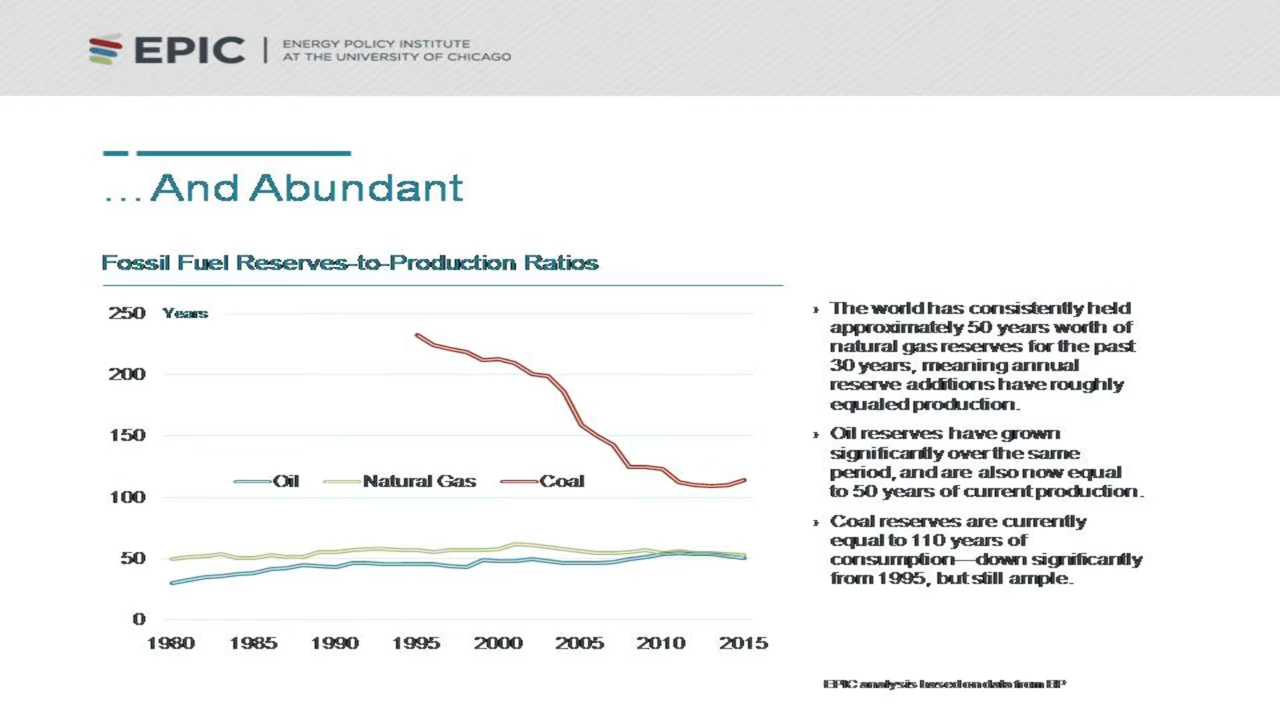 EPIC | ENERGY POLICY INSTITUTE
AT THE UNIVERSITY OF CHICAGO
...And Abundant
Fossil Fuel Reserves-to-Production Ratios
250 Years
200
150
Oil Natural Gas Coal
100
50
0
1980 1985 1990 1995 2000 2005 2010 2015
› The world has consistently held
approximately 50 years worth of
natural gas reserves for the past
30 years, meaning annual
reserve additions have roughly
equaled production.
› Oil reserves have grown
significantly over the same
period, and are also now equal
to 50 years of current production.
› Coal reserves are currently
equal to 110 years of
consumption—down significantly
from 1995, but still ample.
EPIC analysis based on data from BP